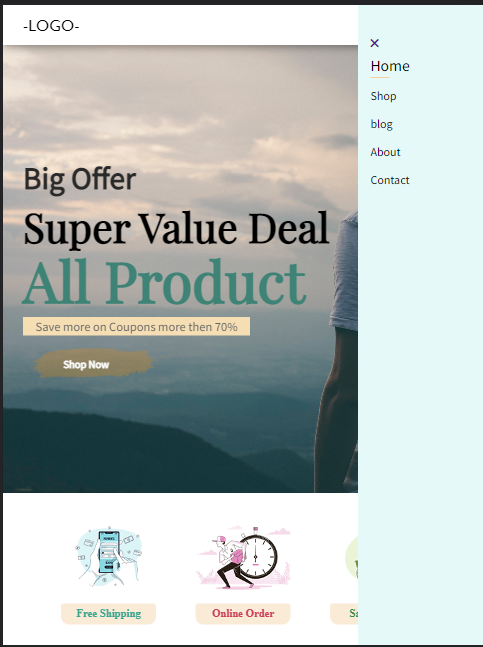 -LOGO-
×
Home
Shop
blog
About
Contact
Big Offer
Super Value Deal
All Product
Save more on Coupons more then 70%
Shop Now
Free Shipping
Online Order
Sa